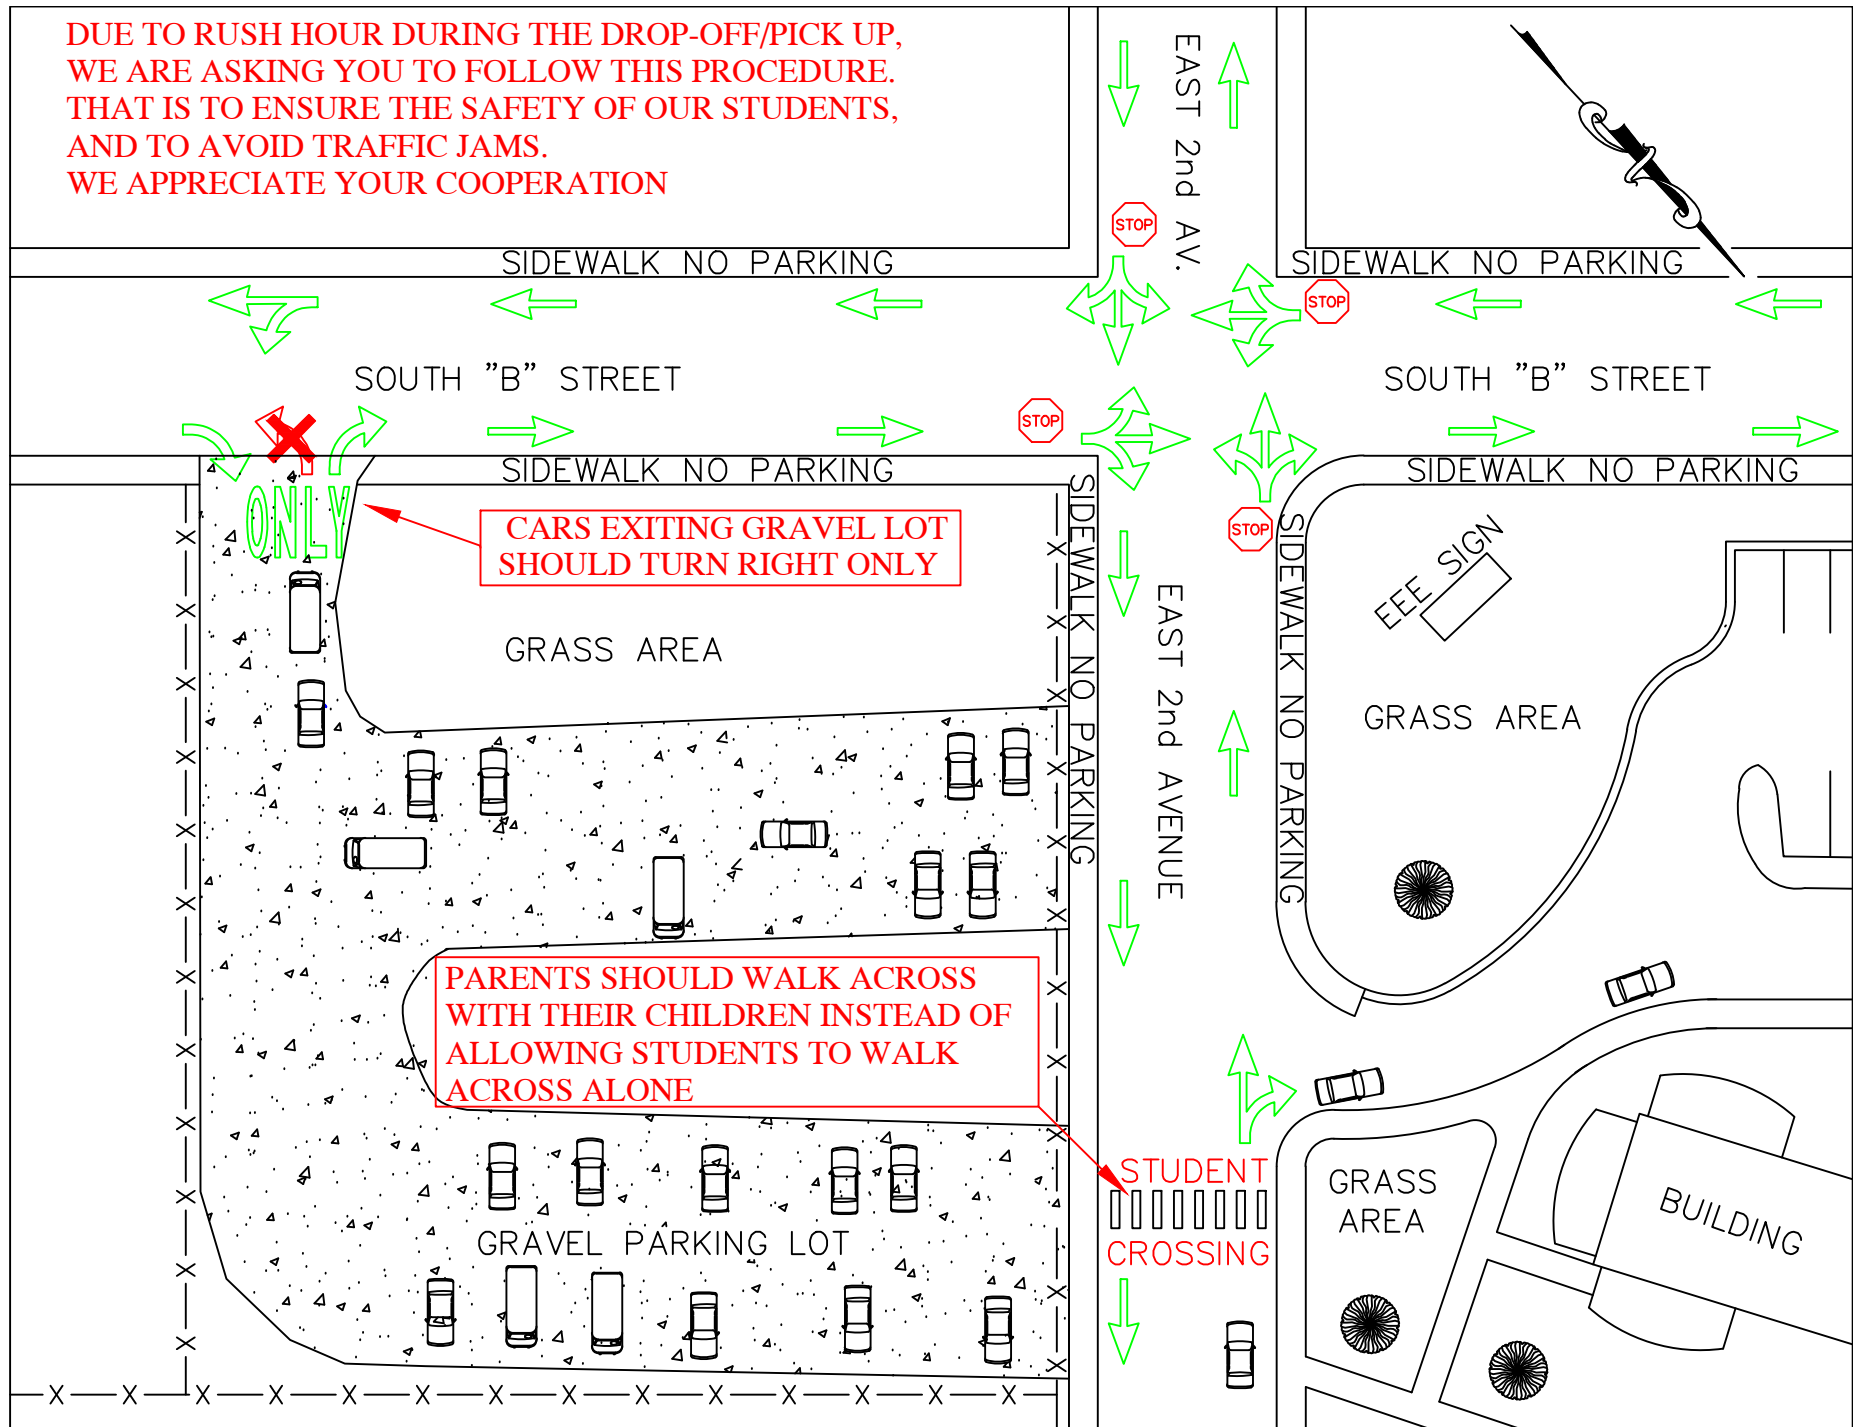 DUE TO RUSH HOUR DURING THE DROP-OFF/PICK UP,
WE ARE ASKING YOU TO FOLLOW THIS PROCEDURE.
THAT IS TO ENSURE THE SAFETY OF OUR STUDENTS,
AND TO AVOID TRAFFIC JAMS.
WE APPRECIATE YOUR COOPERATION
EAST 2nd AV.
STOP
SIDEWALK NO PARKING
SIDEWALK NO PARKING
STOP
SOUTH "B" STREET
SOUTH "B" STREET
STOP
SIDEWALK NO PARKING
SIDEWALK NO PARKING
ONLY
CARS EXITING GRAVEL LOT
SHOULD TURN RIGHT ONLY
SIDEWALK NO PARKING
STOP
SIDEWALK NO PARKING
EEE SIGN
GRASS AREA
EAST 2nd AVENUE
GRASS AREA
PARENTS SHOULD WALK ACROSS
WITH THEIR CHILDREN INSTEAD OF
ALLOWING STUDENTS TO WALK
ACROSS ALONE
STUDENT
CROSSING
GRASS
AREA
BUILDING
GRAVEL PARKING LOT